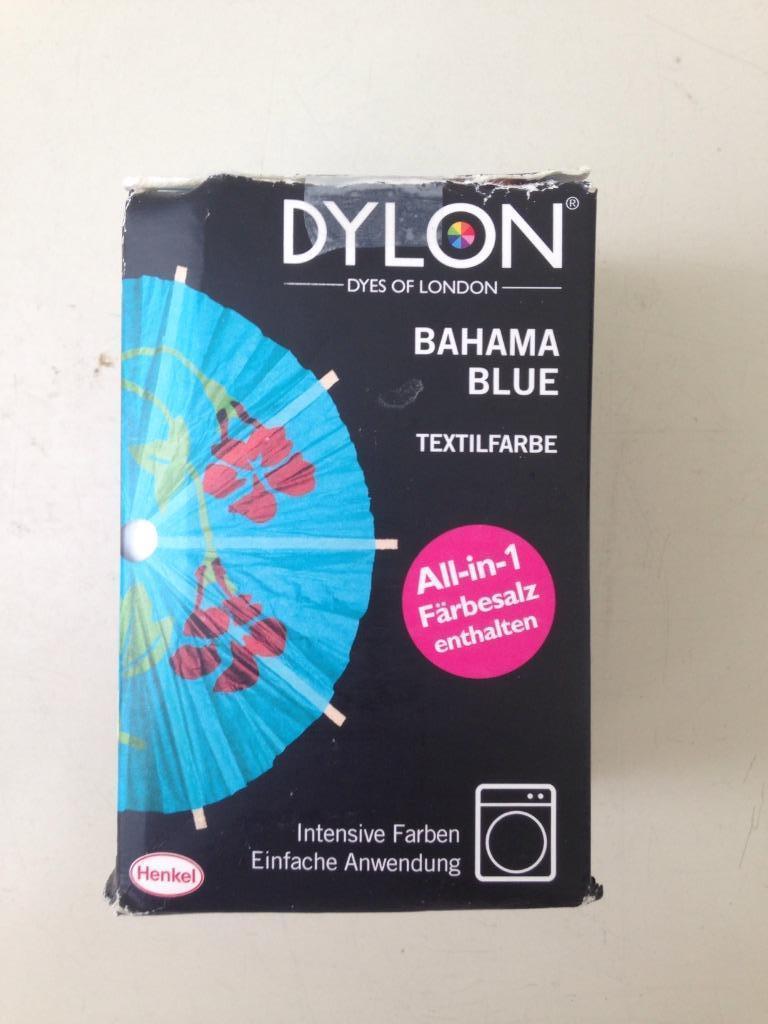 DYLON®
DYES OF LONDON
BAHAMA
BLUE
TEXTILFARBE
All-in-1
Färbesalz
enthalten
Intensive Farben
Einfache Anwendung
Henkel